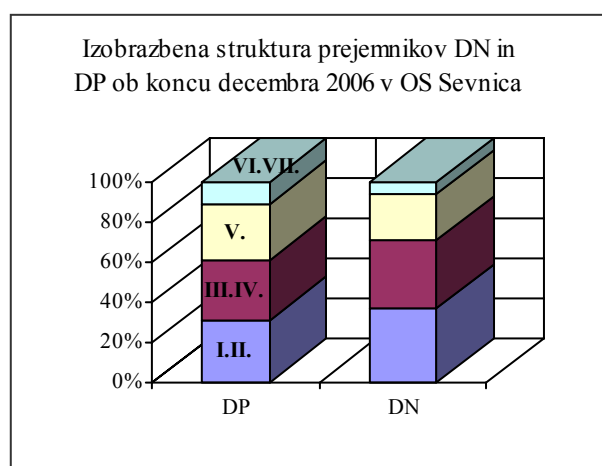 Izobrazbena struktura prejemnikov DN in
DP ob koncu decembra 2006 v OS Sevnica
VI.VII.
100%
80%
V.
60%
III.IV.
40%
I.II.
20%
0%
DP DN